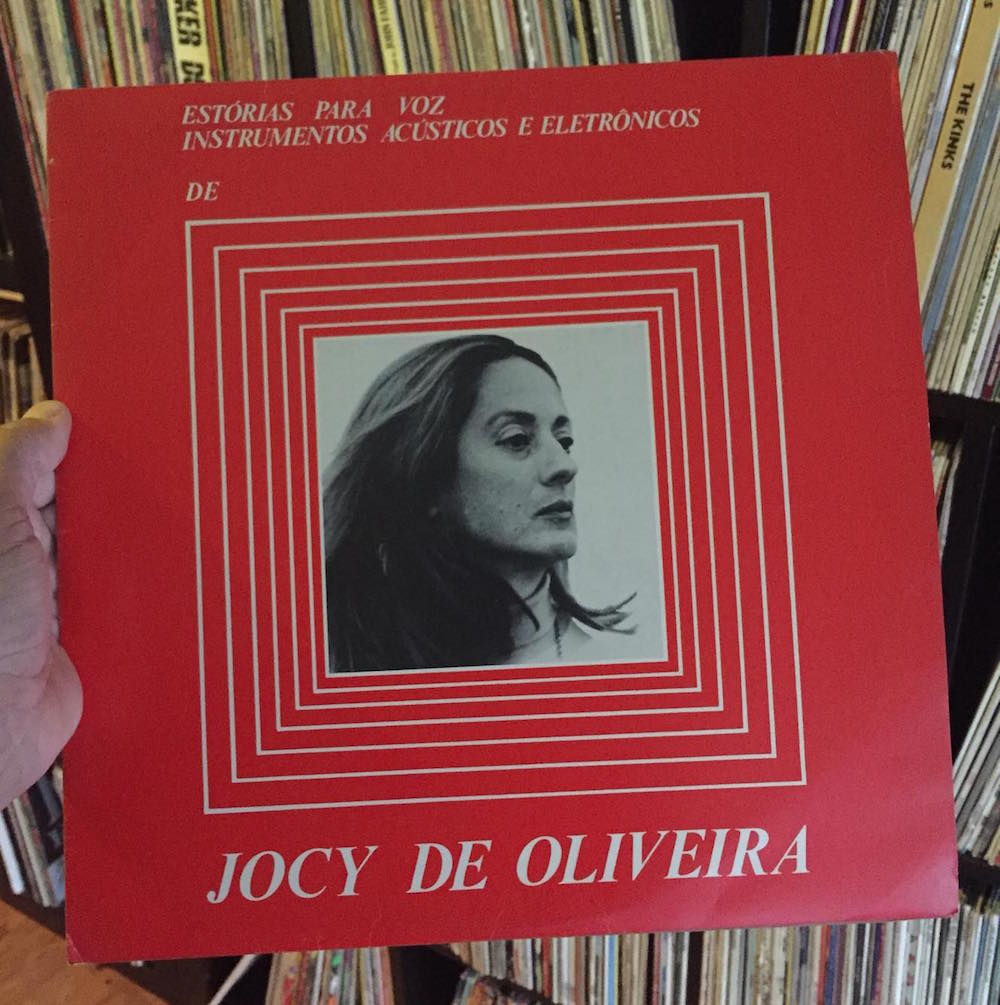 ESTÓRIAS PARA VOZ
INSTRUMENTOS ACÚSTICOS E ELETRÔNICOS
DE
JOCY DE OLIVEIRA
THE KINKS